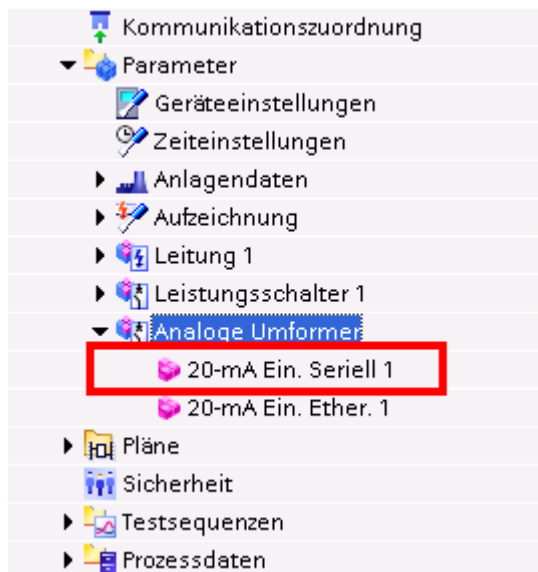 Kommunikationszuordnung
Parameter
Geräteeinstellungen
Zeiteinstellungen
Anlagendaten
Aufzeichnung
Leitung 1
Leistungsschalter 1
Analoge Umformer
20-mA Ein. Seriell 1
20-mA Ein. Ether. 1
Pläne
Sicherheit
Testsequenzen
Prozessdaten